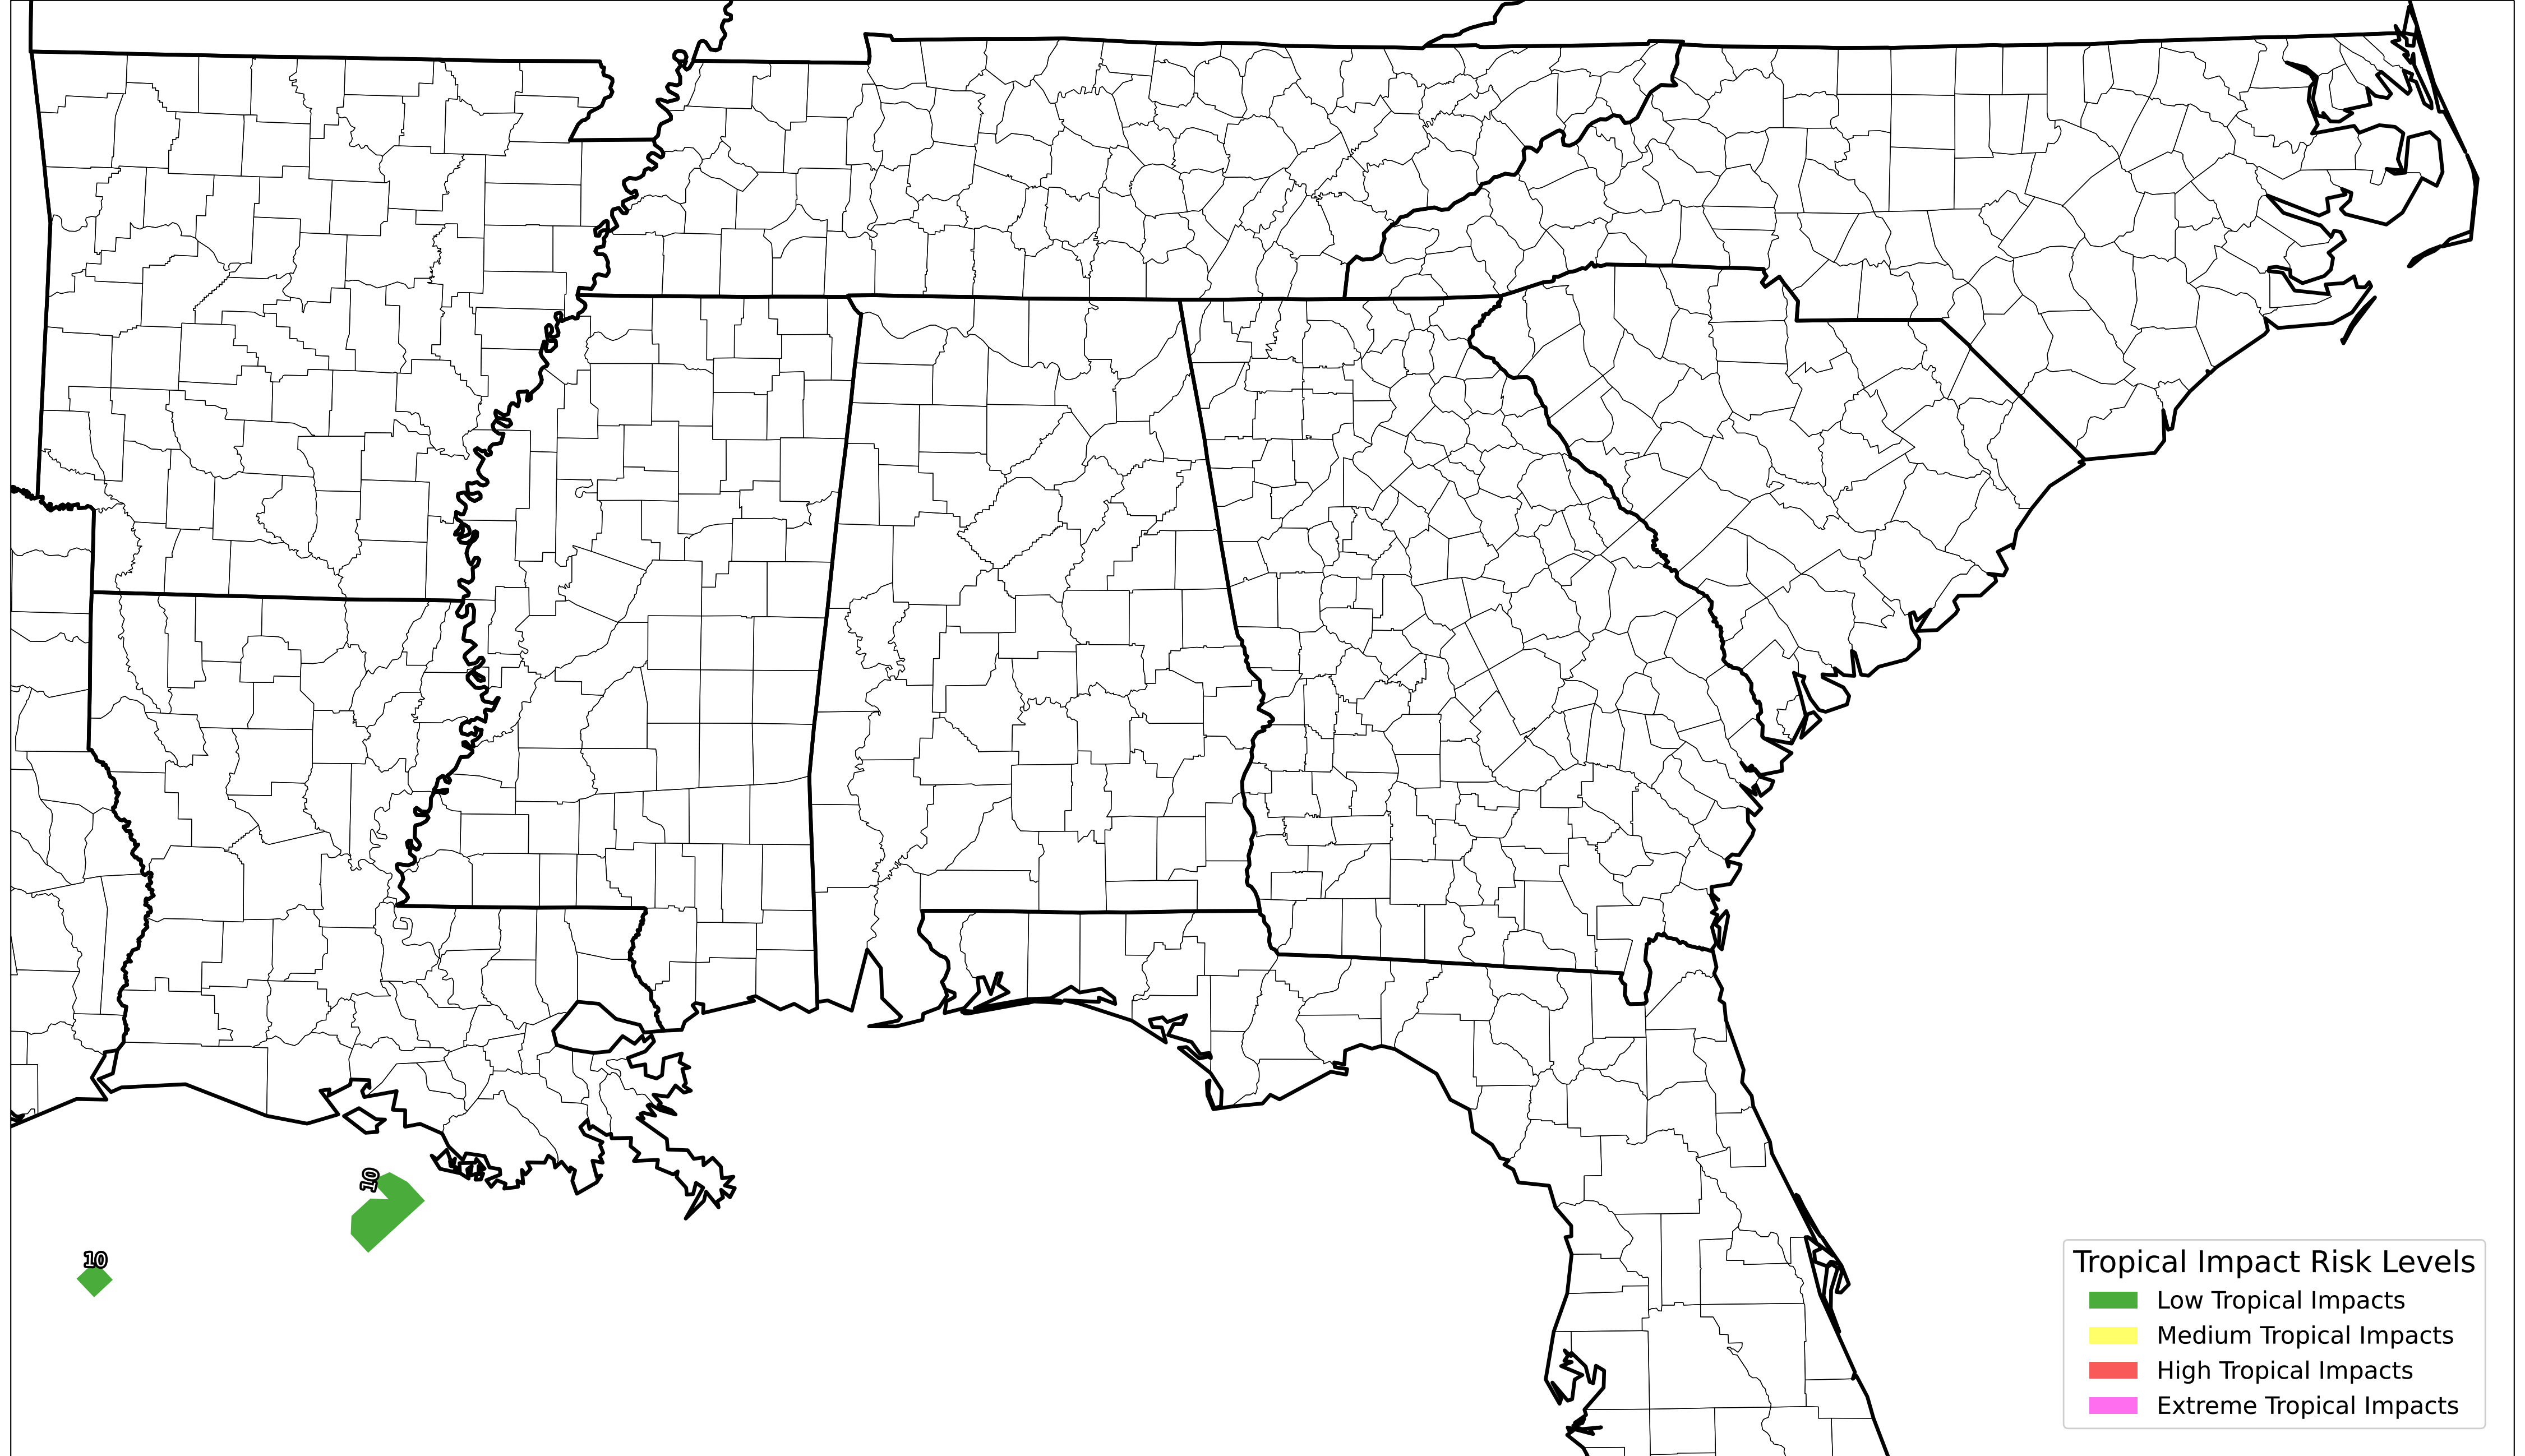 10
10
Tropical Impact Risk Levels
Low Tropical Impacts
Medium Tropical Impacts
High Tropical Impacts
Extreme Tropical Impacts